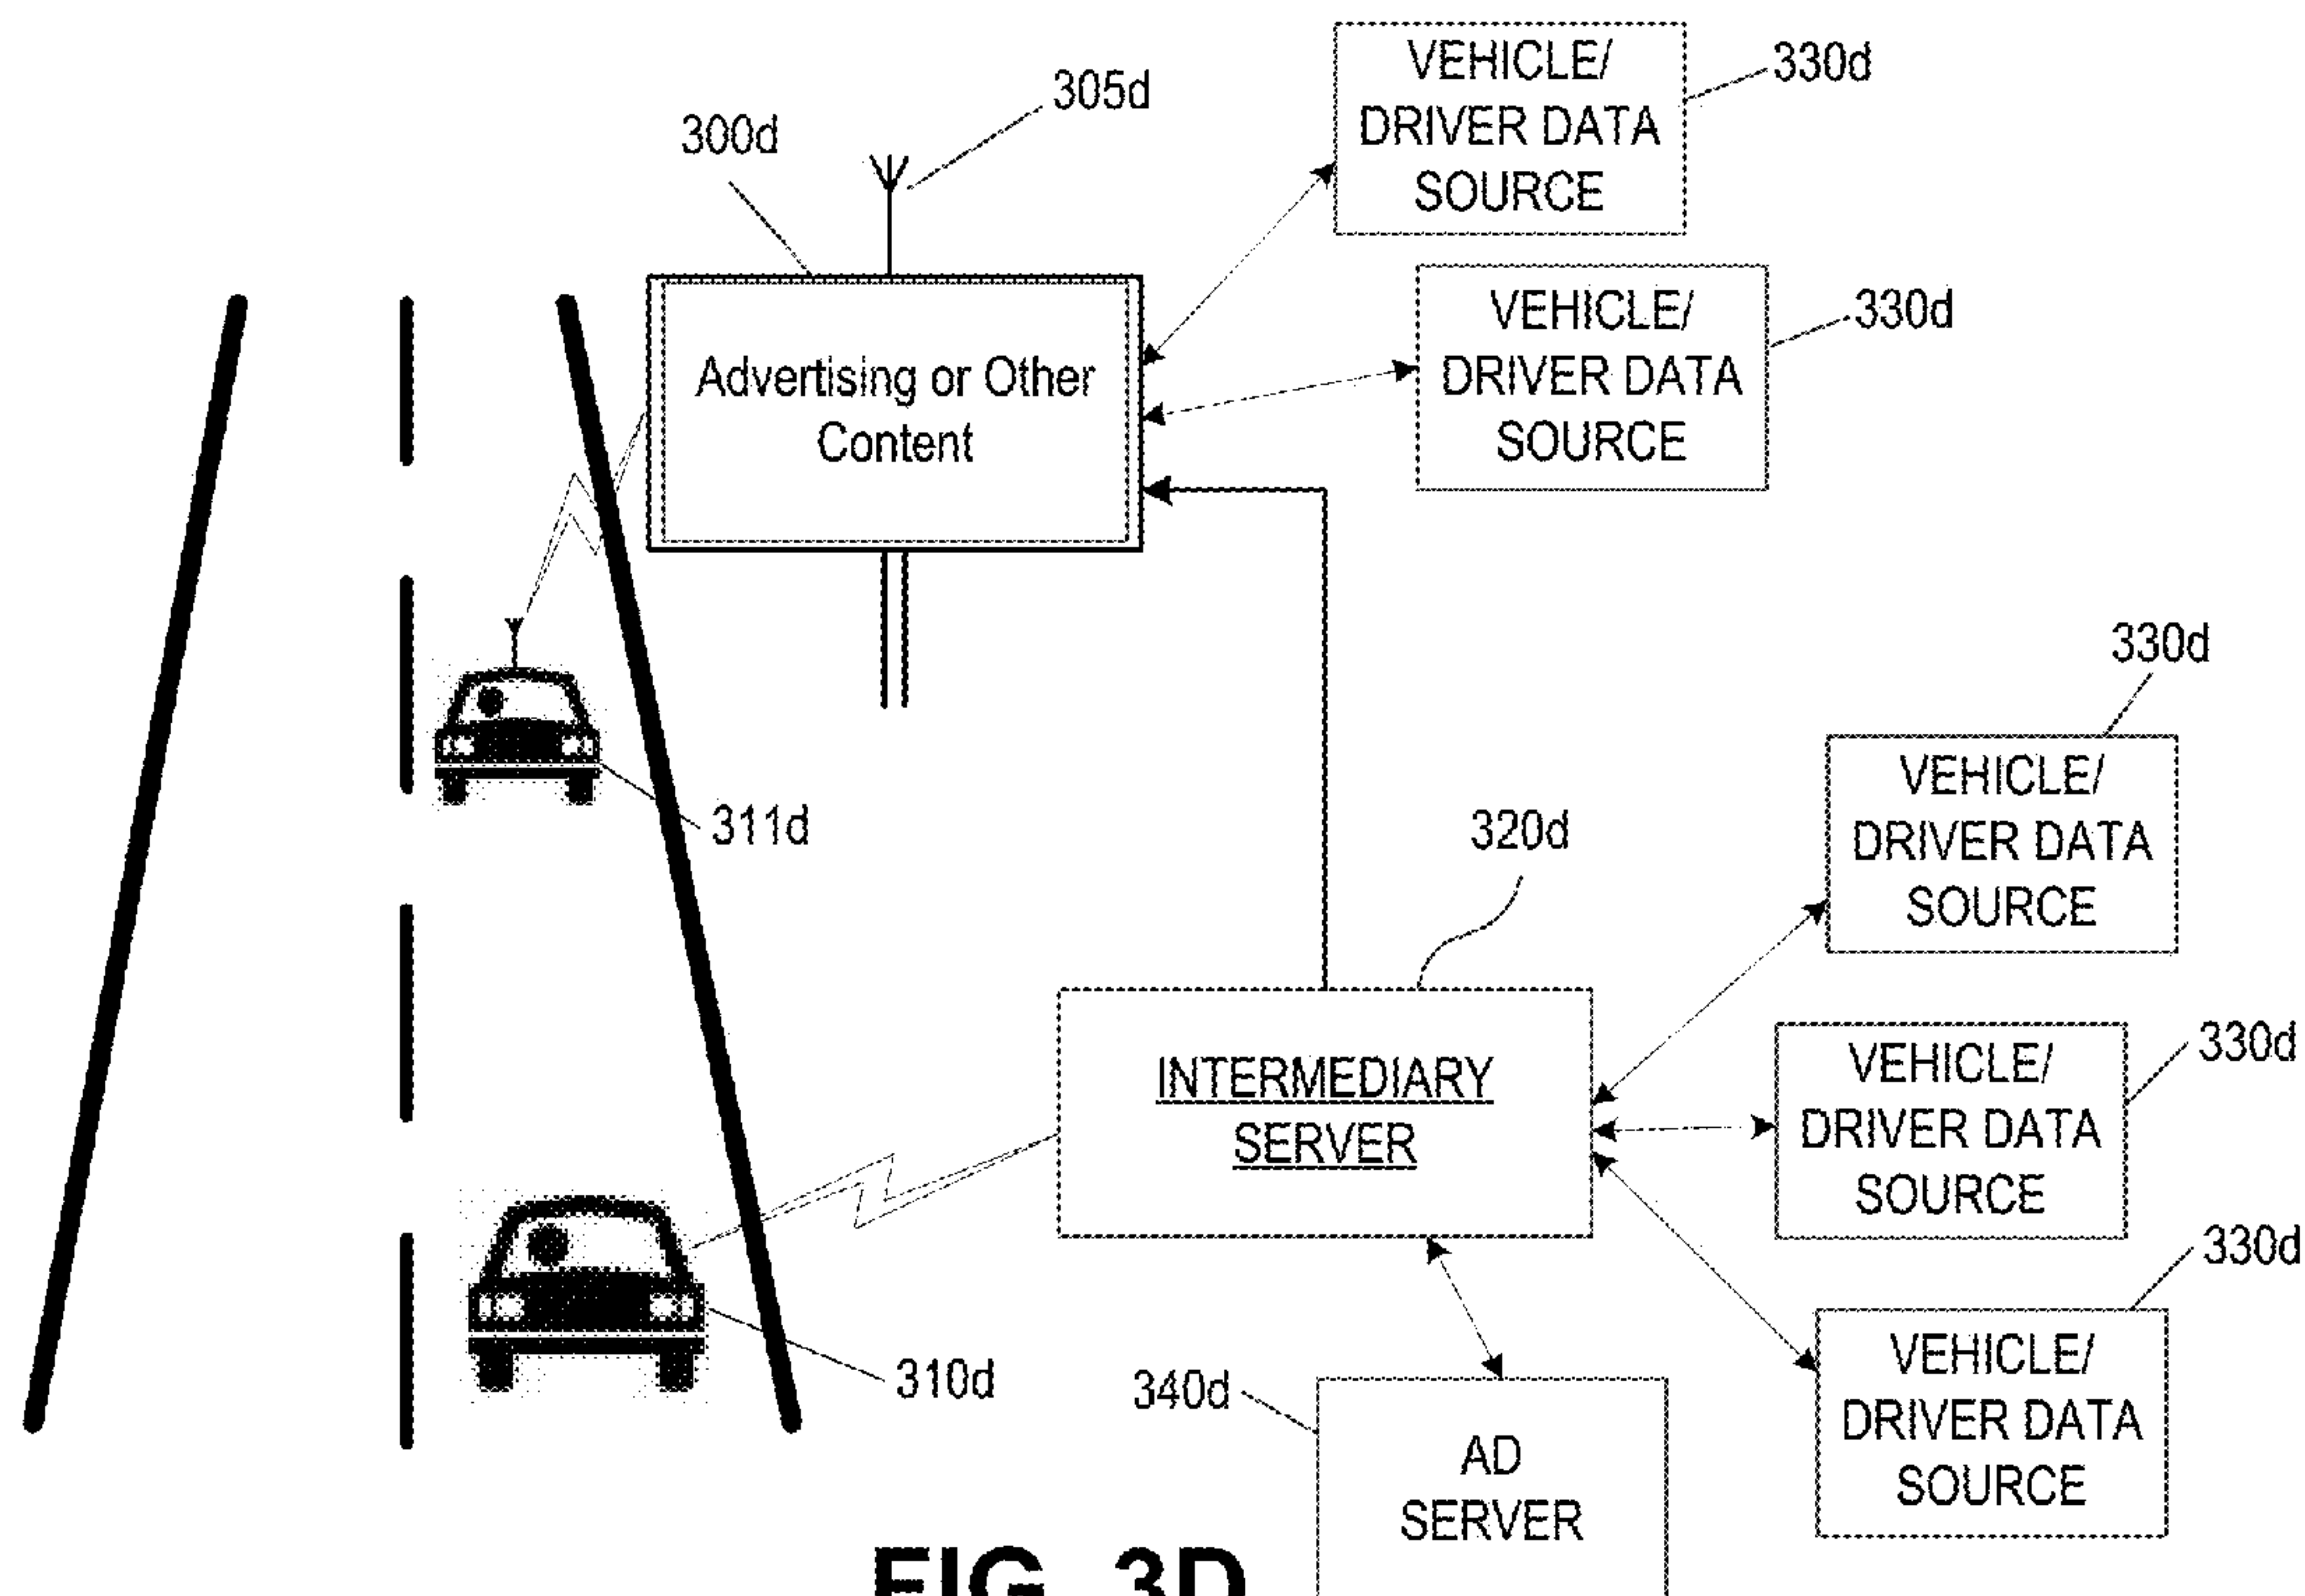 VEHICLE/
DRIVER DATA
SOURCE
330d
305d
300d
VEHICLE/
DRIVER DATA
SOURCE
330d
Advertising or Other
Content
330d
VEHICLE/
DRIVER DATA
SOURCE
311d
320d
INTERMEDIARY
SERVER
330d
VEHICLE/
DRIVER DATA
SOURCE
330d
VEHICLE/
DRIVER DATA
SOURCE
310d
340d
AD
SERVER
FIG. 3D